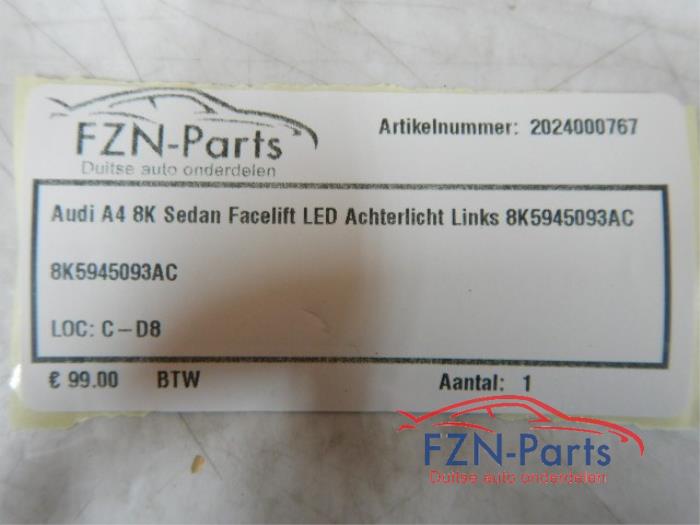 FZN-Parts
Duitse auto onderdelen
Artikelnummer: 2024000767
Audi A4 8K Sedan Facelift LED Achterlicht Links 8K5945093AC
8K5945093AC
LOC: C-D8
€ 99.00 BTW Aantal: 1
FZN-Parts
Duitse auto onderdelen